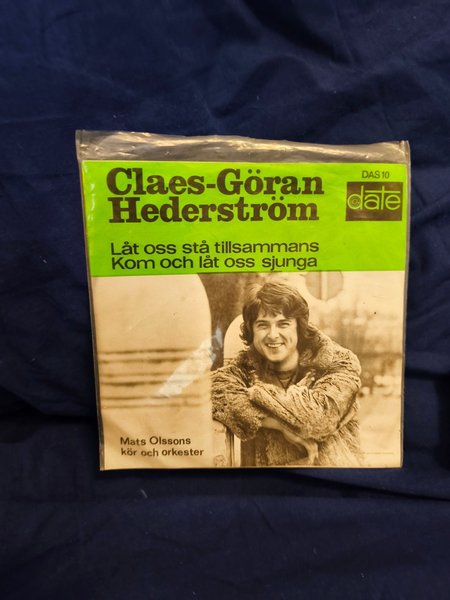 Claes-Göran
Hederström
DAS 10
date
Låt oss stå tillsammans
Kom och låt oss sjunga
Mats Olssons
kör och orkester